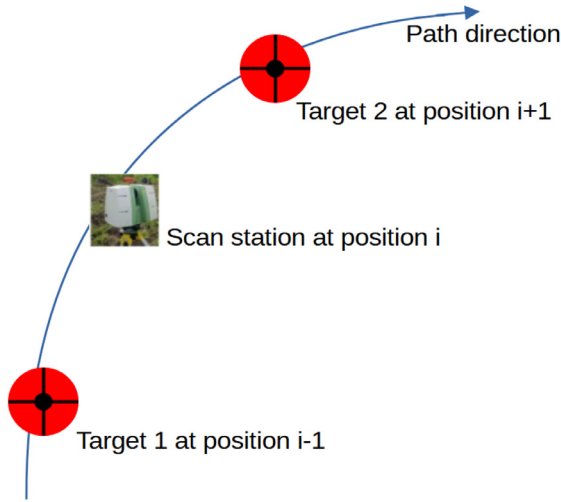 Path direction
Target 2 at position i+1
Scan station at position i
Target 1 at position i-1